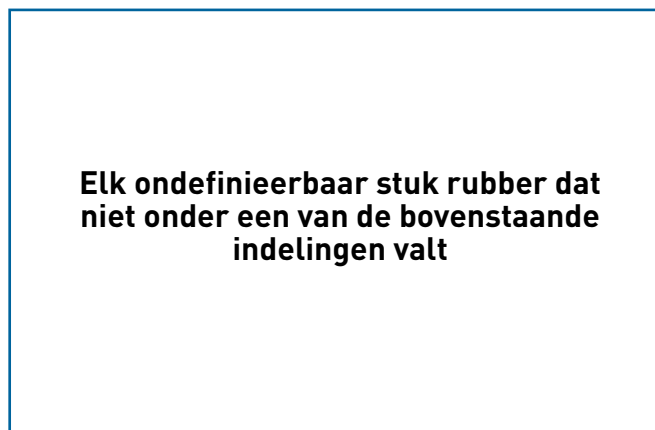 Elk ondefinieerbaar stuk rubber dat
niet onder een van de bovenstaande
indelingen valt